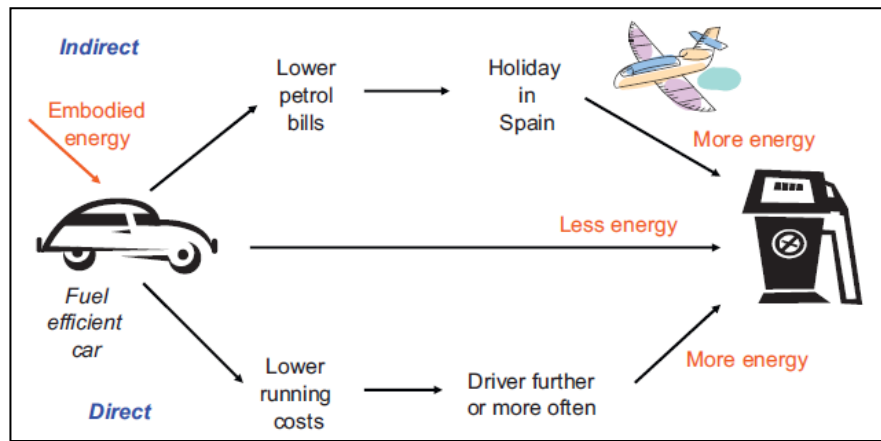 Indirect
Embodied
energy
Lower
petrol
bills
Holiday
in
Spain
More energy
Less energy
Fuel
efficient
car
Lower
running
costs
Driver further
or more often
More energy
Direct